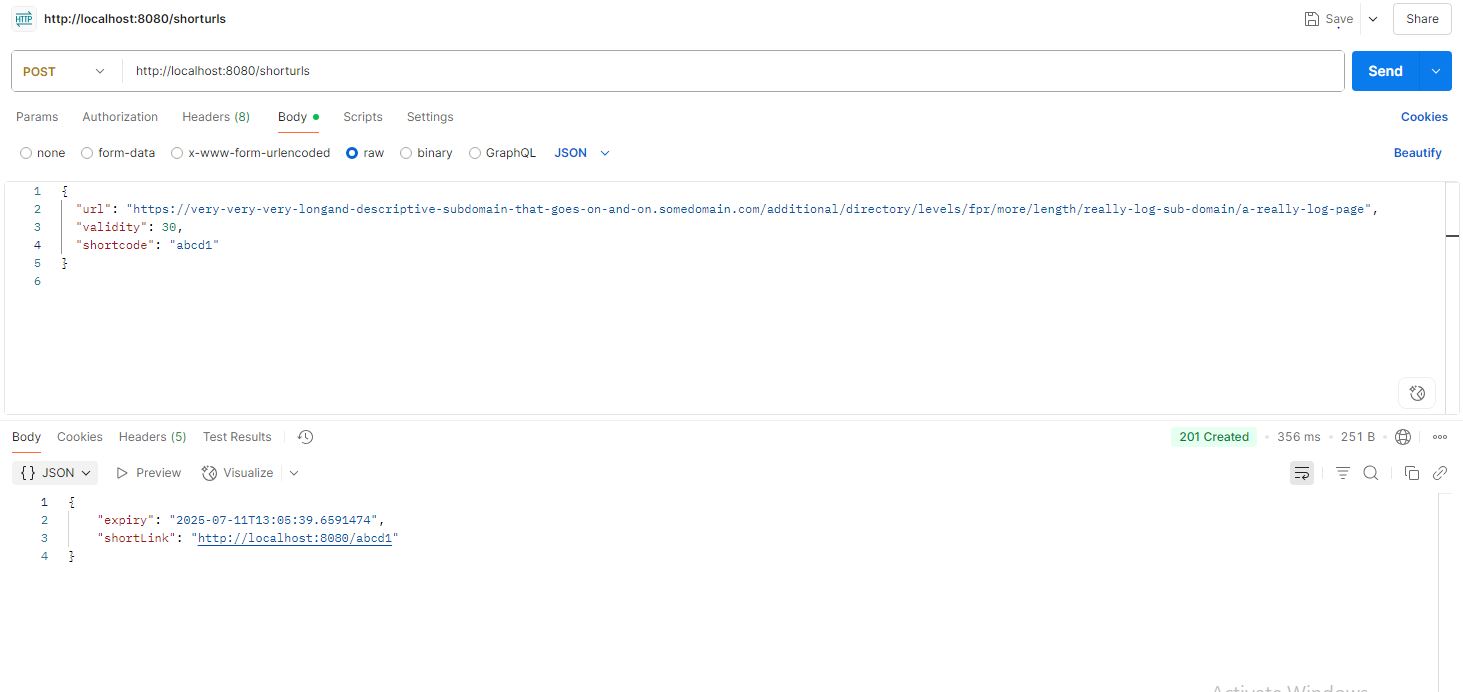 HTTP http://localhost:8080/shorturls Save Share
POST http://localhost:8080/shorturls Send
Params Authorization Headers (8) Body Scripts Settings Cookies
none form-data x-www-form-urlencoded raw binary GraphQL JSON Beautify
1 {
2 "url": "https://very-very-very-longand-descriptive-subdomain-that-goes-on-and-on.somedomain.com/additional/directory/levels/fpr/more/length/really-log-sub-domain/a-really-log-page",
3 "validity": 30,
4 "shortcode": "abcd1"
5 }
6
Body Cookies Headers (5) Test Results 201 Created 356 ms 251 B
{} JSON Preview Visualize
1 {
2 "expiry": "2025-07-11T13:05:39.6591474",
3 "shortLink": "http://localhost:8080/abcd1"
4 }
Activate Windows